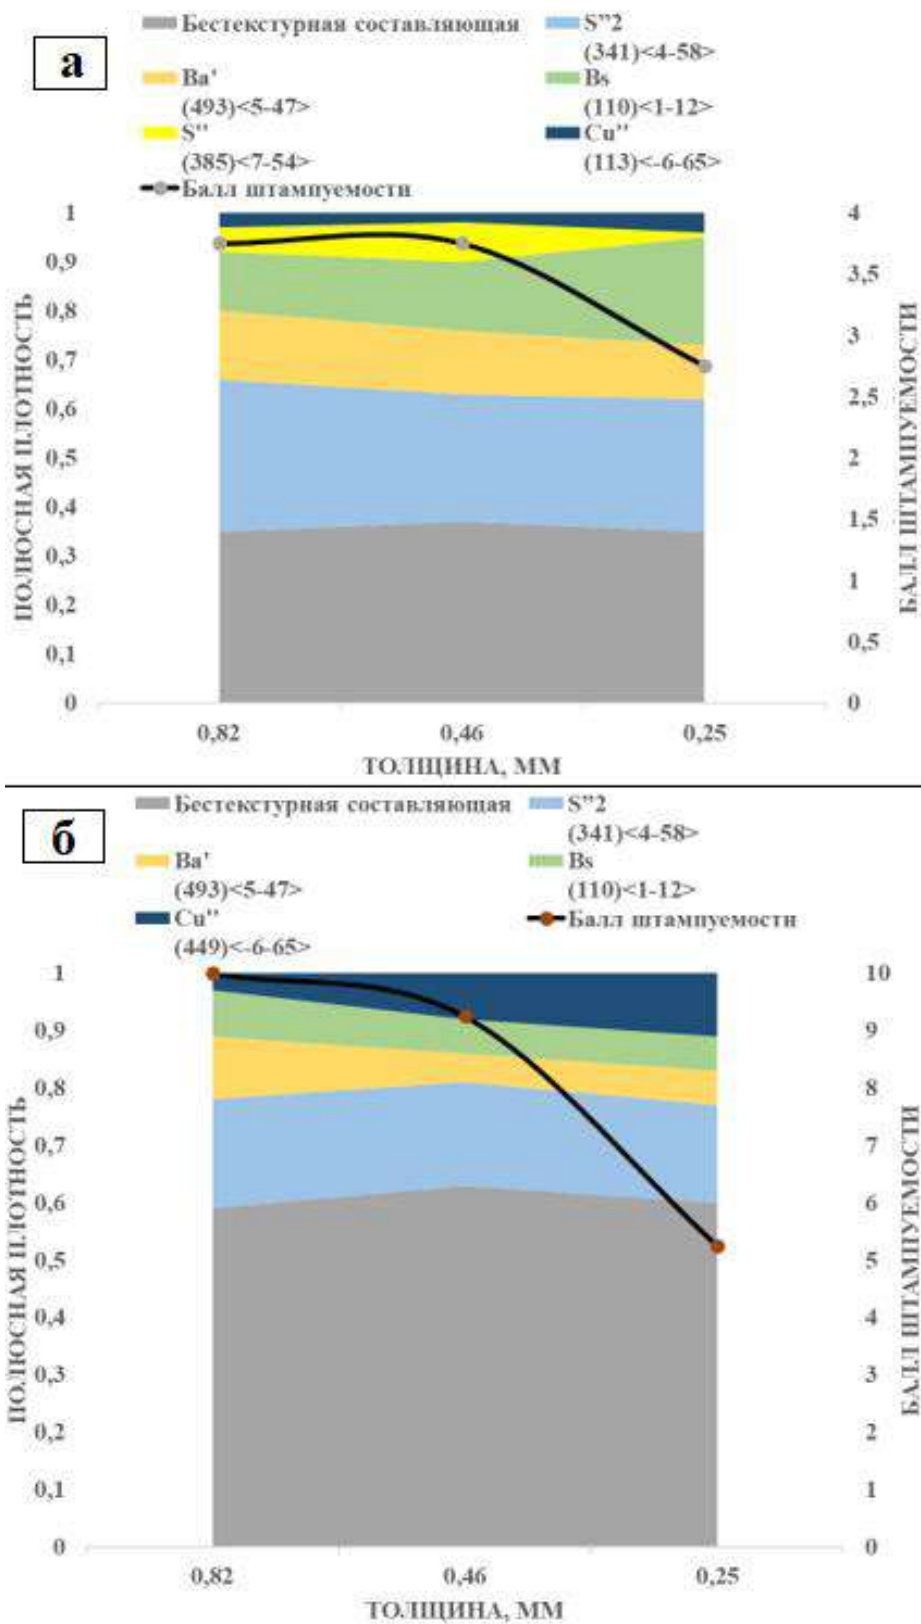 а
Бестекстурная составляющая
S”2
(341)<4-58>
Ba'
(493)<5-47>
Bs
(110)<1-12>
S''
(385)<7-54>
Cu''
(113)<-6-65>
Балл штампуемости
ПОЛЮСНАЯ ПЛОТНОСТЬ
1
0,9
0,8
0,7
0,6
0,5
0,4
0,3
0,2
0,1
0
4
3,5
3
2,5
2
1,5
1
0,5
0
БАЛЛ ШТАМПУЕМОСТИ
0,82
0,46
0,25
ТОЛЩИНА, ММ
б
Бестекстурная составляющая
S”2
(341)<4-58>
Ba'
(493)<5-47>
Bs
(110)<1-12>
Cu''
(449)<-6-65>
Балл штампуемости
ПОЛЮСНАЯ ПЛОТНОСТЬ
1
0,9
0,8
0,7
0,6
0,5
0,4
0,3
0,2
0,1
0
10
9
8
7
6
5
4
3
2
1
0
БАЛЛ ШТАМПУЕМОСТИ
0,82
0,46
0,25
ТОЛЩИНА, ММ